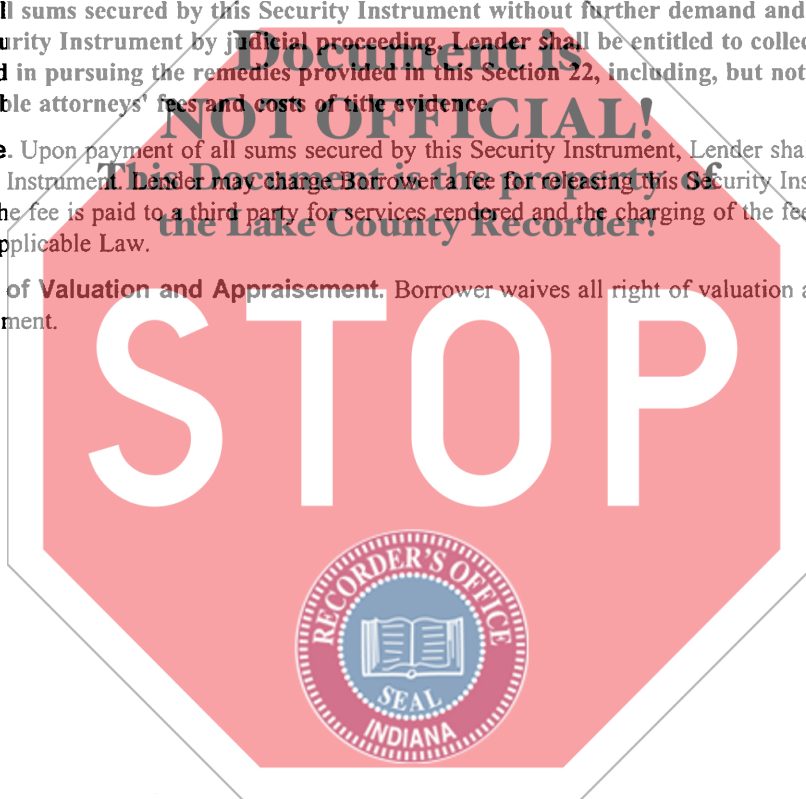 ll sums secured by this Security Instrument without further demand and
urity Instrument by judicial proceeding. Lender shall be entitled to collec
d in pursuing the remedies provided in this Section 22, including, but not
ble attorneys' fees and costs of title evidence.
e. Upon payment of all sums secured by this Security Instrument, Lender sha
Instrument. Lender may charge Borrower a fee for releasing this Security Ins
he fee is paid to a third party for services rendered and the charging of the fee
pplicable Law.
of Valuation and Appraisement. Borrower waives all right of valuation a
ment.
Document is
NOT OFFICIAL!
This Document is the property of
the Lake County Recorder!
STOP
RECORDER'S OFFICE
SEAL
INDIANA